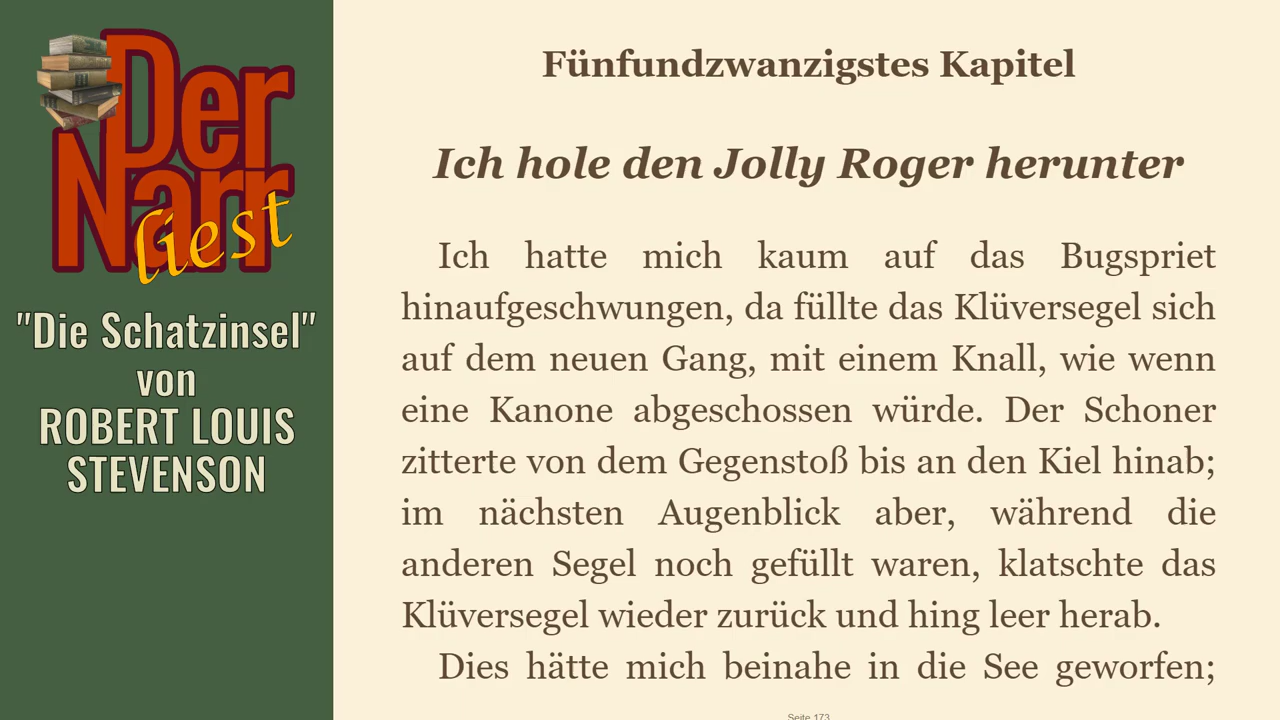 Der
Narr
liest
"Die Schatzinsel"
von
ROBERT LOUIS
STEVENSON
Fünfundzwanzigstes Kapitel
Ich hole den Jolly Roger herunter
Ich hatte mich kaum auf das Bugspriet
hinaufgeschwungen, da füllte das Klüversegel sich
auf dem neuen Gang, mit einem Knall, wie wenn
eine Kanone abgeschossen würde. Der Schoner
zitterte von dem Gegenstoß bis an den Kiel hinab;
im nächsten Augenblick aber, während die
anderen Segel noch gefüllt waren, klatschte das
Klüversegel wieder zurück und hing leer herab.
Dies hätte mich beinahe in die See geworfen;
Seite 173